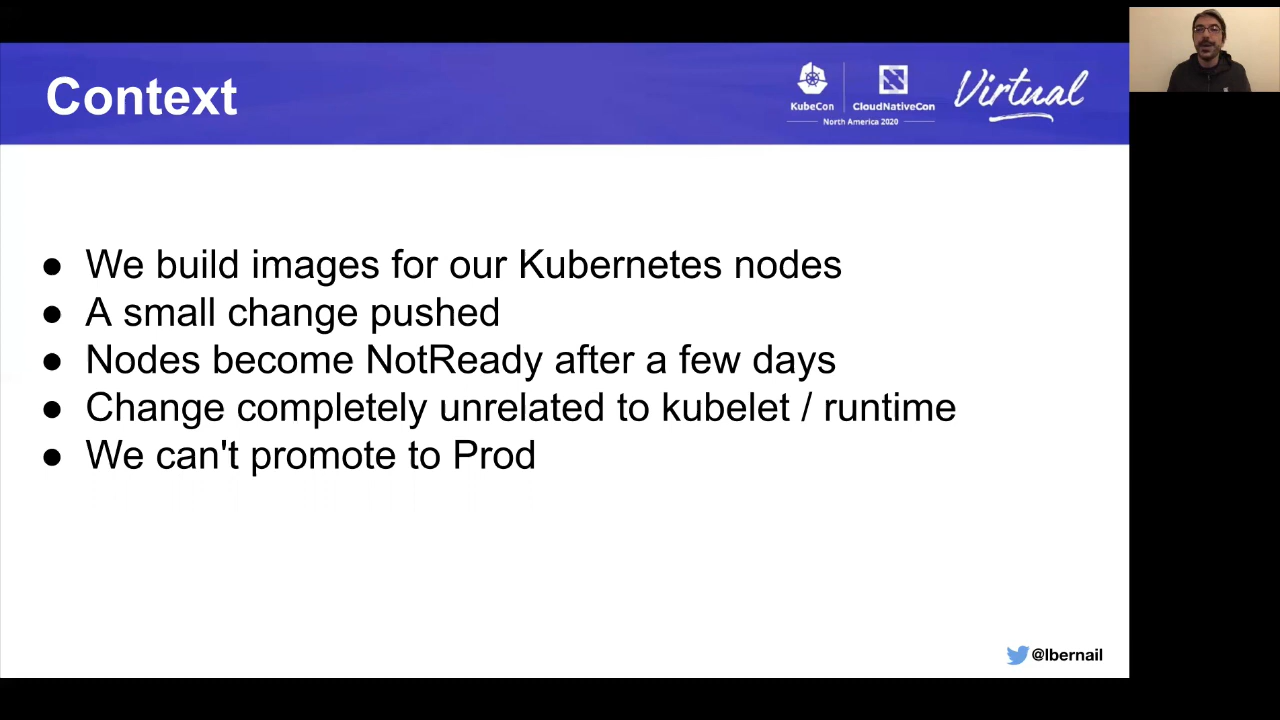 Context
KubeCon
CloudNativeCon
North America 2020
Virtual
● We build images for our Kubernetes nodes
● A small change pushed
● Nodes become NotReady after a few days
● Change completely unrelated to kubelet / runtime
● We can't promote to Prod
@lbernail